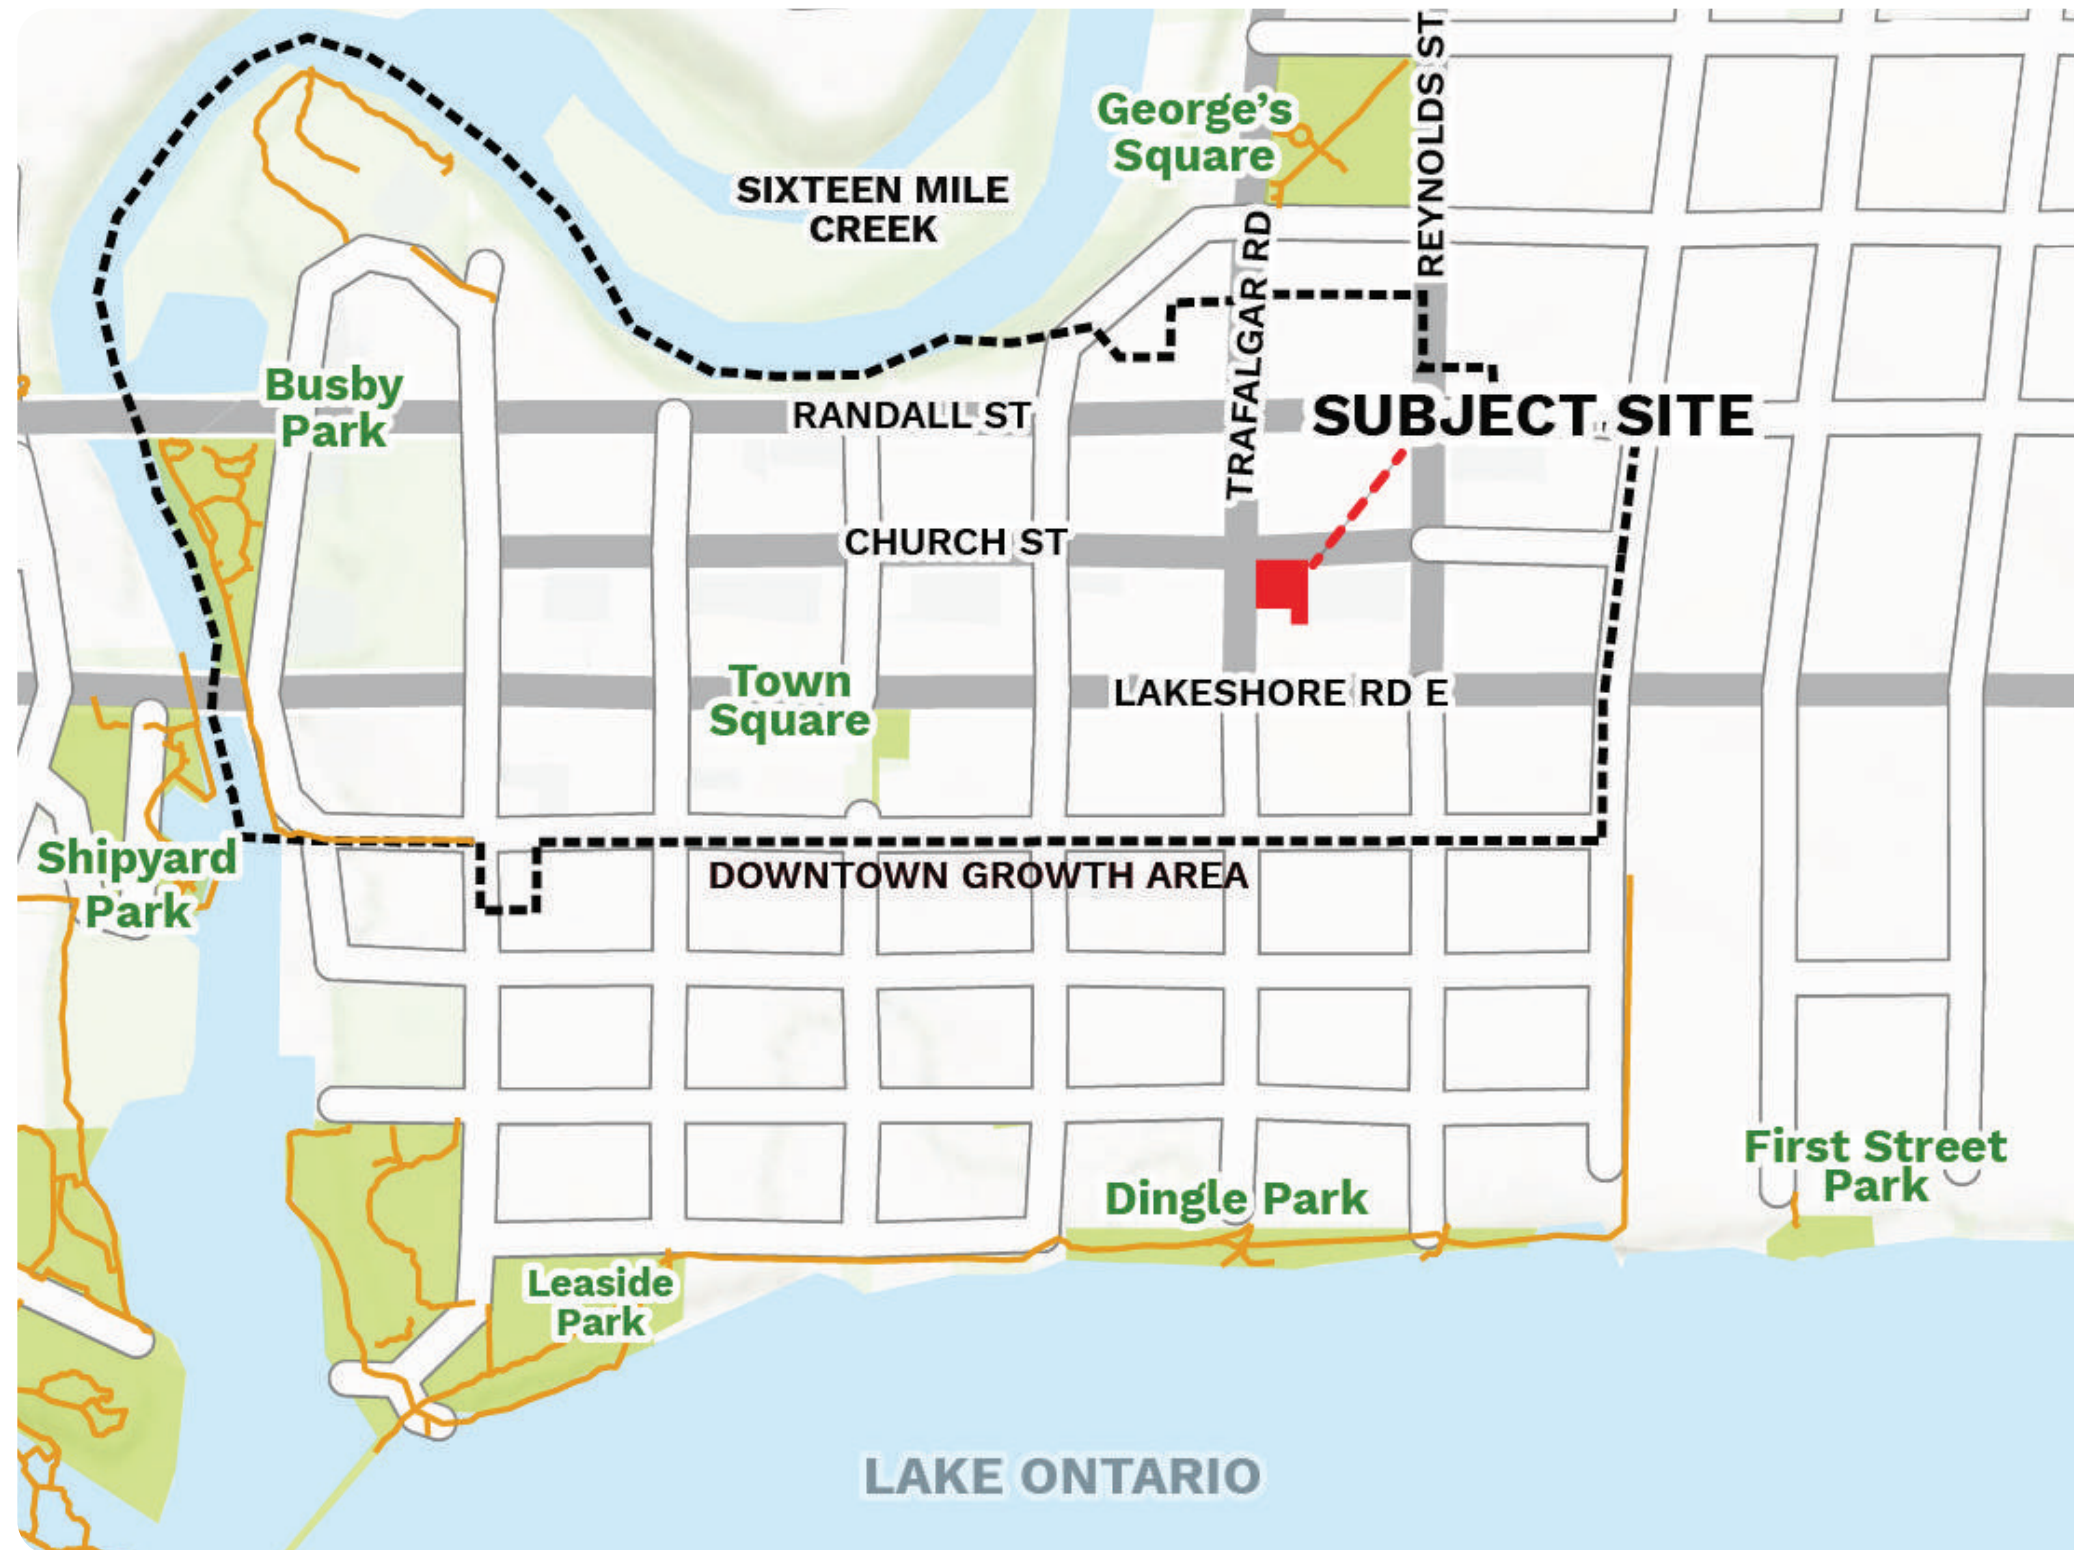 REYNOLDS ST
George's
Square
SIXTEEN MILE
CREEK
TRAFALGAR RD
Busby
Park
RANDALL ST
SUBJECT SITE
CHURCH ST
Town
Square
LAKESHORE RD E
Shipyard
Park
DOWNTOWN GROWTH AREA
First Street
Park
Dingle Park
Leaside
Park
LAKE ONTARIO